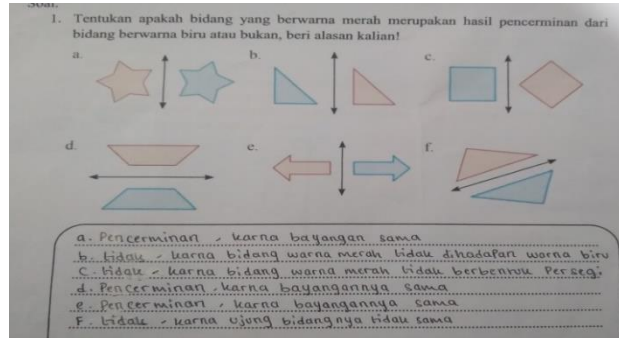 Soal:
1. Tentukan apakah bidang yang berwarna merah merupakan hasil pencerminan dari
bidang berwarna biru atau bukan, beri alasan kalian!
a. b. c.
d. e. f.
a. Pencerminan, karna bayangan sama
b. tidak, karna bidang warna merah tidak dihadapan warna biru
C. tidak, karna bidang warna merah tidak berbentuk persegi
d. Pencerminan, karna bayangannya sama
e. Pencerminan, karna bayangannya sama
F. tidak, karna ujung bidangnya tidak sama